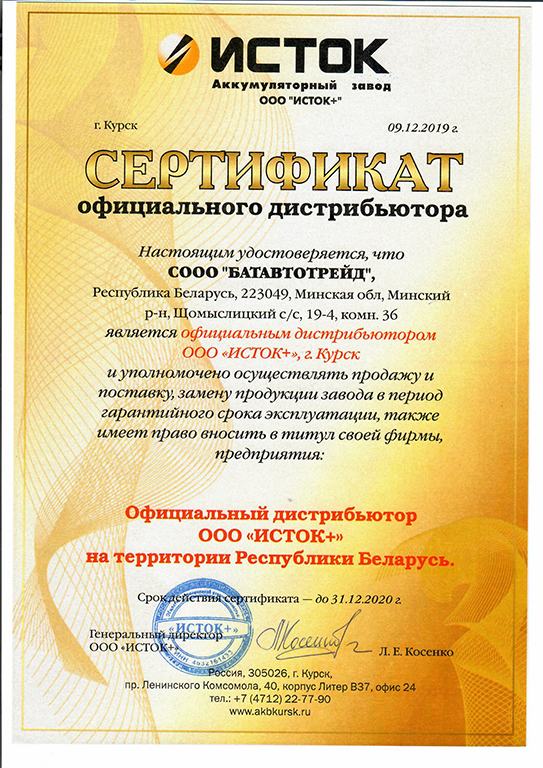 ИСТОК
Аккумуляторный завод
ООО "ИСТОК+"
г. Курск
09.12.2019 г.
СЕРТИФИКАТ
официального дистрибьютора
Настоящим удостоверяется, что
СООО "БАТАВТОТРЕЙД",
Республика Беларусь, 223049, Минская обл, Минский
р-н, Щомыслицкий с/с, 19-4, комн. 36
является официальным дистрибьютором
ООО «ИСТОК+», г. Курск
и уполномочено осуществлять продажу и
поставку, замену продукции завода в период
гарантийного срока эксплуатации, также
имеет право вносить в титул своей фирмы,
предприятия:
Официальный дистрибьютор
ООО «ИСТОК+»
на территории Республики Беларусь.
Срок действия сертификата — до 31.12.2020 г.
Генеральный директор
ООО «ИСТОК+»
«ИСТОК+»
Л. Е. Косенко
Россия, 305026, г. Курск,
пр. Ленинского Комсомола, 40, корпус Литер В37, офис 24
тел.: +7 (4712) 22-77-90
www.akbkursk.ru